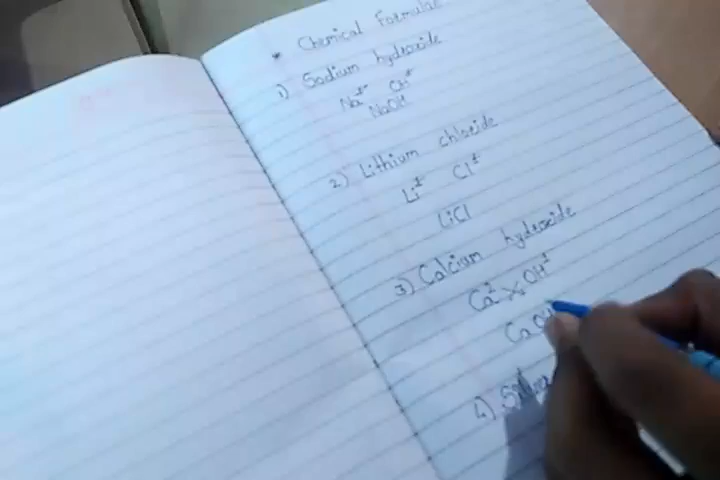 * Chemical Formulae
1) Sodium hydroxide
Na¹ OH¹
NaOH
2) Lithium chloride
Li¹ Cl¹
LiCl
3) Calcium hydroxide
Ca² OH¹
CaOH
4)